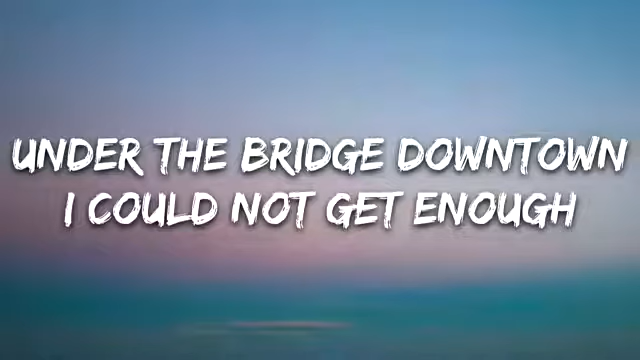 UNDER THE BRIDGE DOWNTOWN
I COULD NOT GET ENOUGH